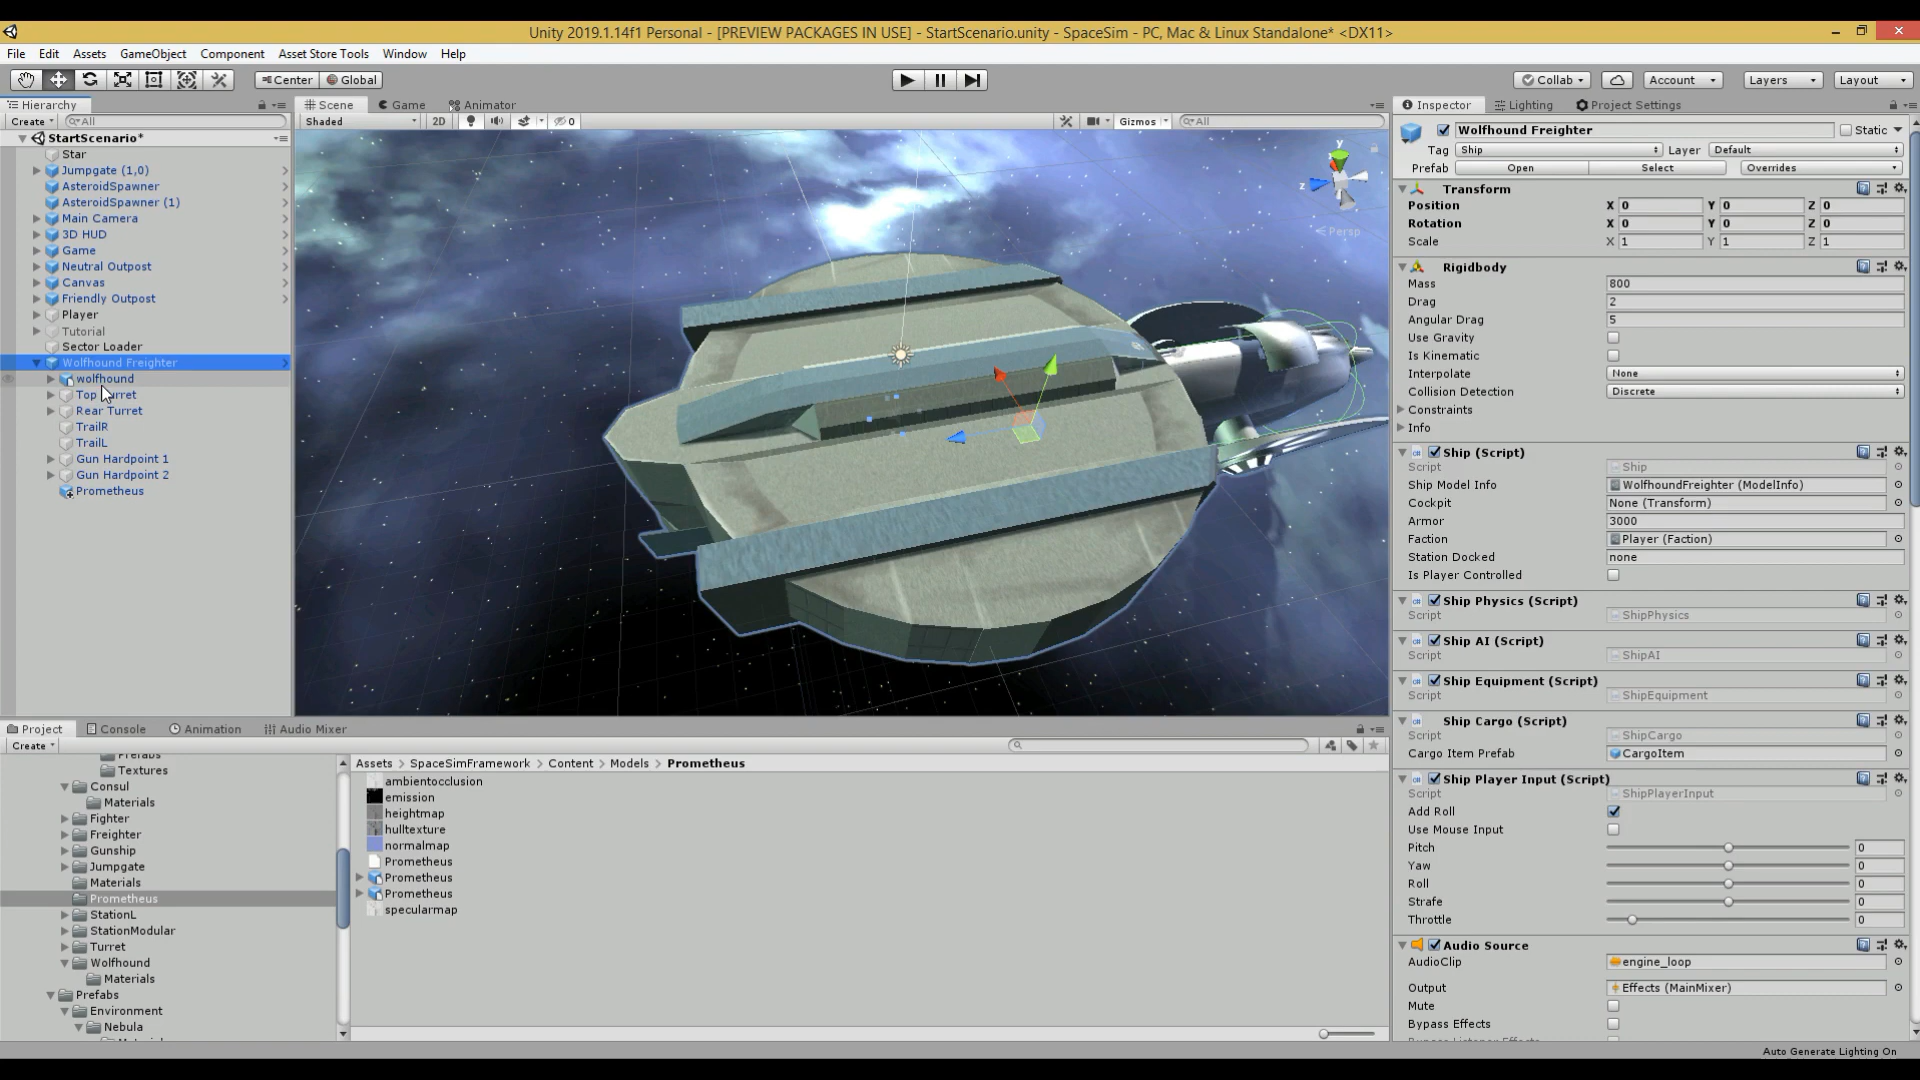 Unity 2019.1.14f1 Personal - [PREVIEW PACKAGES IN USE] - StartScenario.unity - SpaceSim - PC, Mac & Linux Standalone* <DX11>
File Edit Assets GameObject Component Asset Store Tools Window Help
Center Global Collab Account Layers Layout
Hierarchy Scene Game Animator Inspector Lighting Project Settings
Create All Shaded 2D 0 Gizmos All
StartScenario*
Star
Jumpgate (1,0)
AsteroidSpawner
AsteroidSpawner (1)
Main Camera
3D HUD
Game
Neutral Outpost
Canvas
Friendly Outpost
Player
Tutorial
Sector Loader
Wolfhound Freighter
wolfhound
Top Turret
Rear Turret
TrailR
TrailL
Gun Hardpoint 1
Gun Hardpoint 2
Prometheus
y
z
Persp
Wolfhound Freighter Static
Tag Ship Layer Default
Prefab Open Select Overrides
Transform
Position X 0 Y 0 Z 0
Rotation X 0 Y 0 Z 0
Scale X 1 Y 1 Z 1
Rigidbody
Mass 800
Drag 2
Angular Drag 5
Use Gravity
Is Kinematic
Interpolate None
Collision Detection Discrete
Constraints
Info
Ship (Script)
Script Ship
Ship Model Info WolfhoundFreighter (ModelInfo)
Cockpit None (Transform)
Armor 3000
Faction Player (Faction)
Station Docked none
Is Player Controlled
Ship Physics (Script)
Script ShipPhysics
Ship AI (Script)
Script ShipAI
Ship Equipment (Script)
Script ShipEquipment
Ship Cargo (Script)
Script ShipCargo
Cargo Item Prefab CargoItem
Ship Player Input (Script)
Script ShipPlayerInput
Add Roll
Use Mouse Input
Pitch 0
Yaw 0
Roll 0
Strafe 0
Throttle 0
Audio Source
AudioClip engine_loop
Output Effects (MainMixer)
Mute
Bypass Effects
Project Console Animation Audio Mixer
Create
Prefabs
Textures
Consul
Materials
Fighter
Freighter
Gunship
Jumpgate
Materials
Prometheus
StationL
StationModular
Turret
Wolfhound
Materials
Prefabs
Environment
Nebula
Assets SpaceSimFramework Content Models Prometheus
ambientocclusion
emission
heightmap
hulltexture
normalmap
Prometheus
Prometheus
Prometheus
specularmap
Auto Generate Lighting On